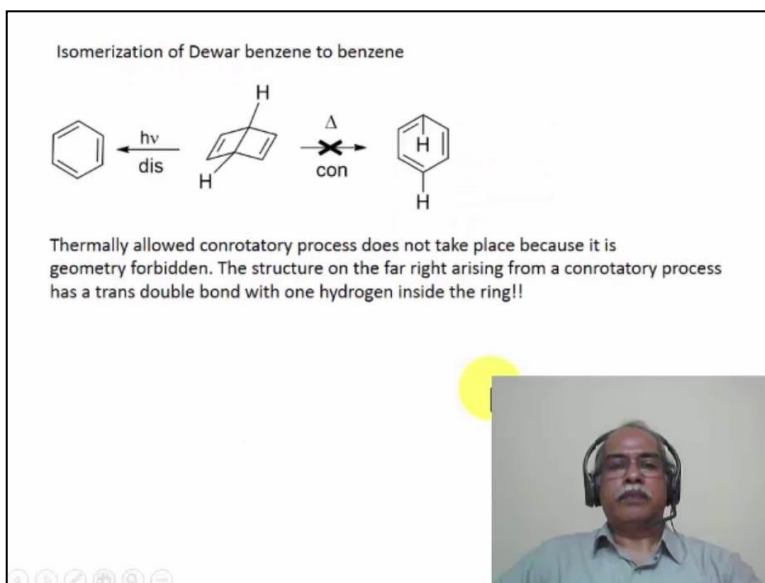 Isomerization of Dewar benzene to benzene
H
hν
dis
Δ
con
H
H
H
Thermally allowed conrotatory process does not take place because it is
geometry forbidden. The structure on the far right arising from a conrotatory process
has a trans double bond with one hydrogen inside the ring!!